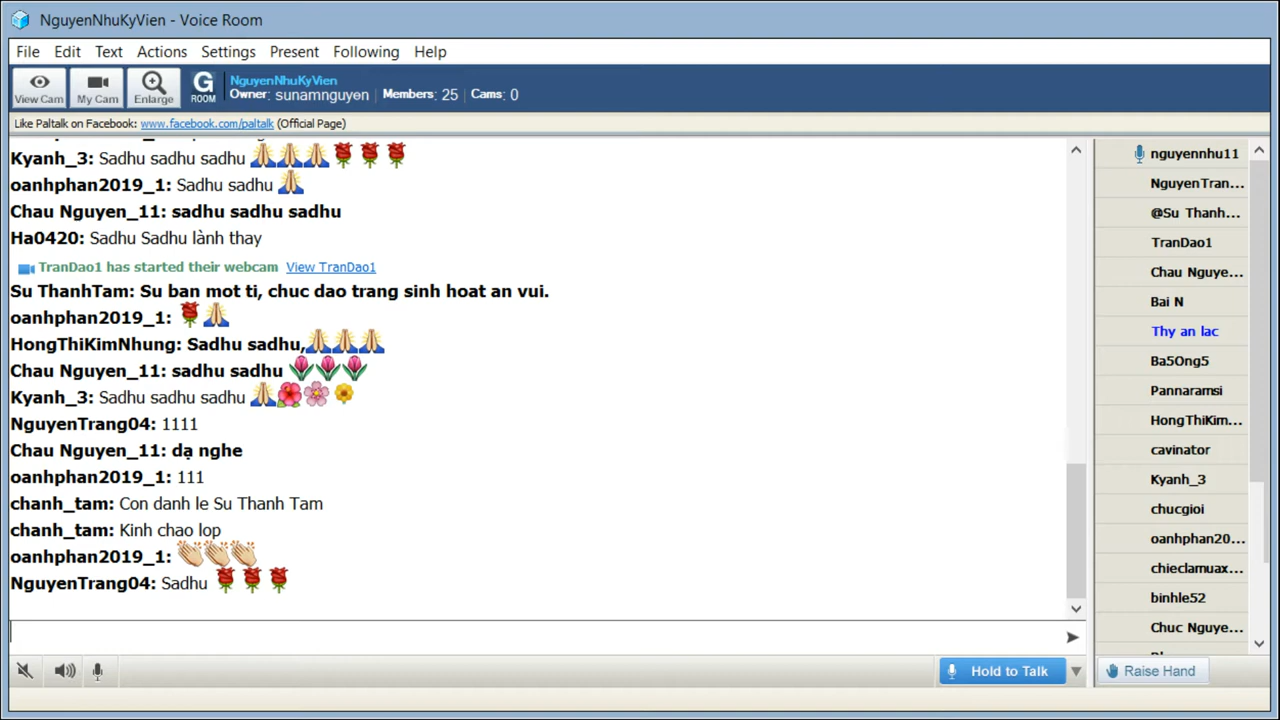 NguyenNhuKyVien - Voice Room
File Edit Text Actions Settings Present Following Help
View Cam My Cam Enlarge G ROOM
NguyenNhuKyVien
Owner: sunamnguyen Members: 25 Cams: 0
Like Paltalk on Facebook: www.facebook.com/paltalk (Official Page)
Kyanh_3: Sadhu sadhu sadhu 🙏🙏🙏🌹🌹🌹
oanhphan2019_1: Sadhu sadhu 🙏
Chau Nguyen_11: sadhu sadhu sadhu
Ha0420: Sadhu Sadhu lành thay
TranDao1 has started their webcam View TranDao1
Su ThanhTam: Su ban mot ti, chuc dao trang sinh hoat an vui.
oanhphan2019_1: 🌹🙏
HongThiKimNhung: Sadhu sadhu,🙏🙏🙏
Chau Nguyen_11: sadhu sadhu 🌷🌷🌷
Kyanh_3: Sadhu sadhu sadhu 🙏🌺🌸🌼
NguyenTrang04: 1111
Chau Nguyen_11: dạ nghe
oanhphan2019_1: 111
chanh_tam: Con danh le Su Thanh Tam
chanh_tam: Kinh chao lop
oanhphan2019_1: 👏👏👏
NguyenTrang04: Sadhu 🌹🌹🌹
nguyennhu11
NguyenTran...
@Su Thanh...
TranDao1
Chau Nguye...
Bai N
Thy an lac
Ba5Ong5
Pannaramsi
HongThiKim...
cavinator
Kyanh_3
chucgioi
oanhphan20...
chieclamuax...
binhle52
Chuc Nguye...
Hold to Talk
Raise Hand